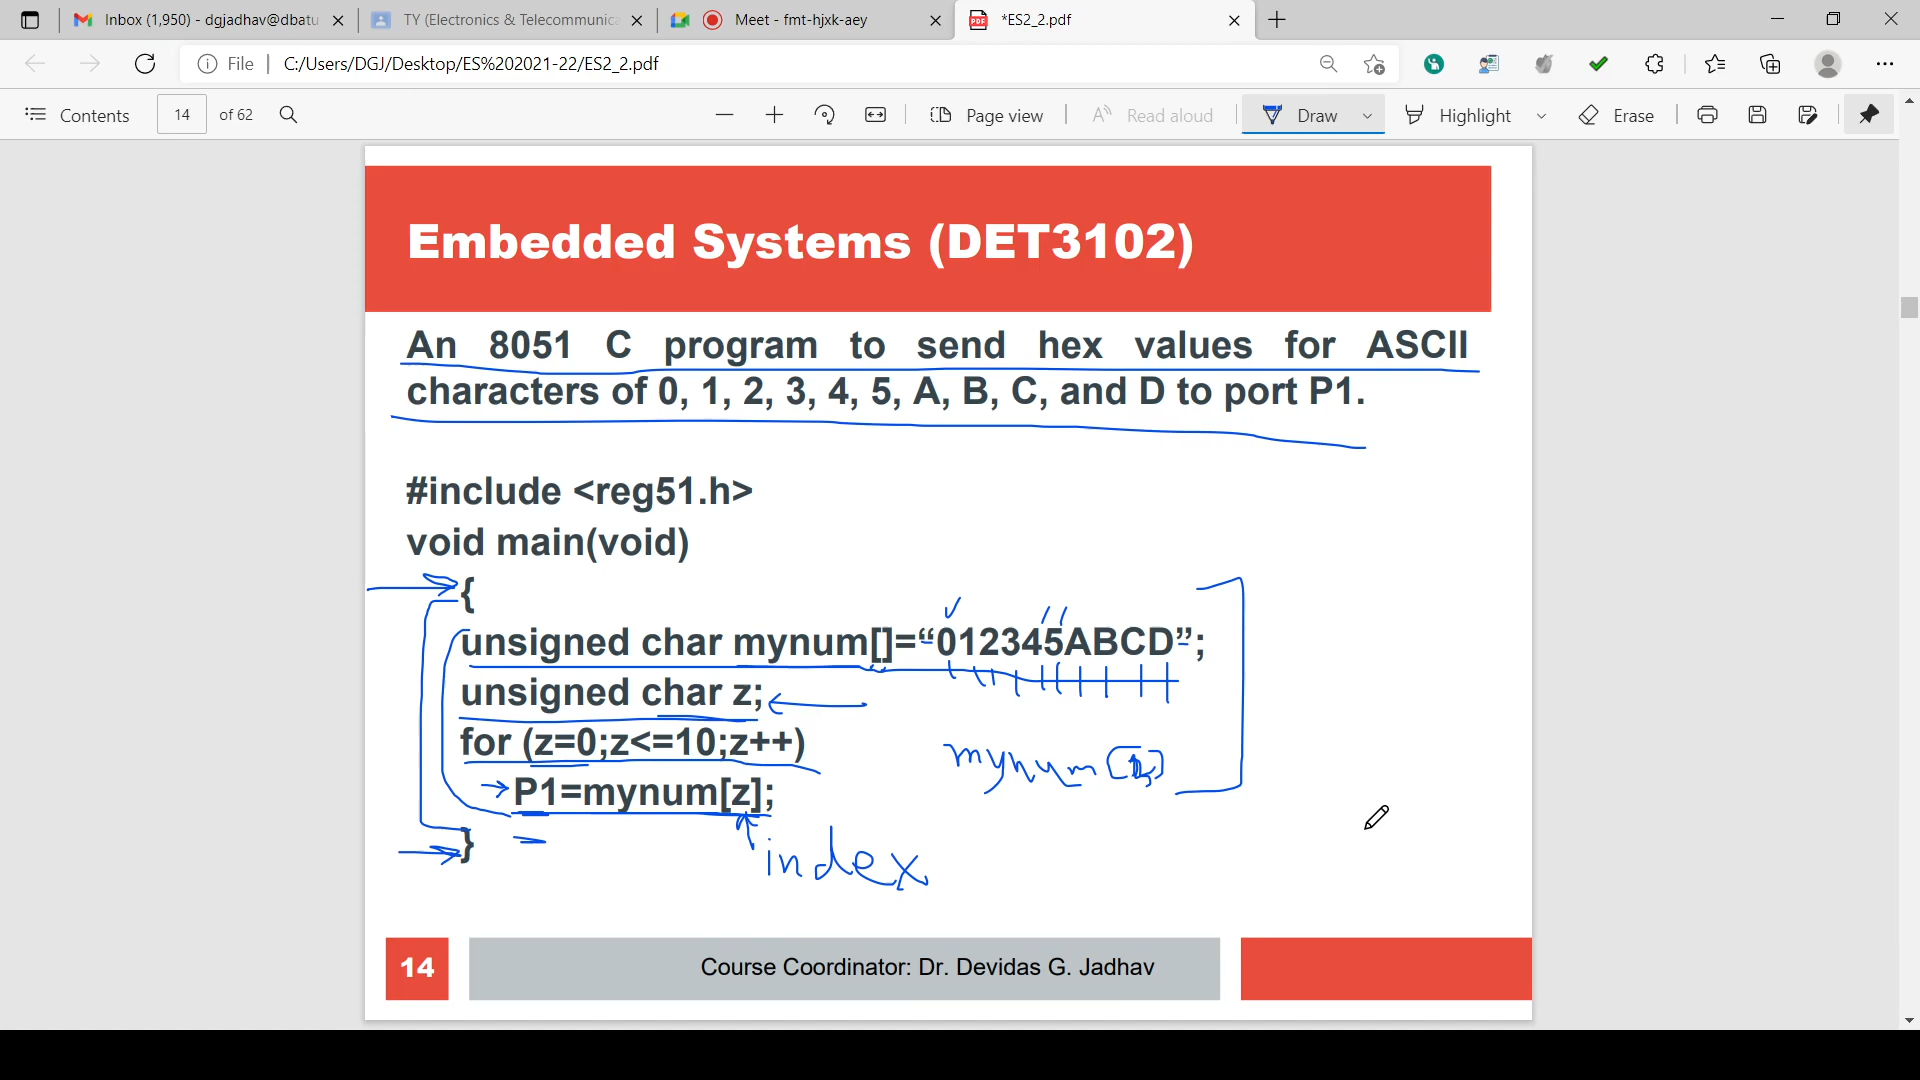 Inbox (1,950) - dgjadhav@dbatu
TY (Electronics & Telecommunica
Meet - fmt-hjxk-aey
*ES2_2.pdf
File
C:/Users/DGJ/Desktop/ES%202021-22/ES2_2.pdf
Contents
14
of 62
Page view
Read aloud
Draw
Highlight
Erase
Embedded Systems (DET3102)
An 8051 C program to send hex values for ASCII
characters of 0, 1, 2, 3, 4, 5, A, B, C, and D to port P1.
#include <reg51.h>
void main(void)
{
unsigned char mynum[]=“012345ABCD”;
unsigned char z;
for (z=0;z<=10;z++)
mynum
P1=mynum[z];
}
index
14
Course Coordinator: Dr. Devidas G. Jadhav